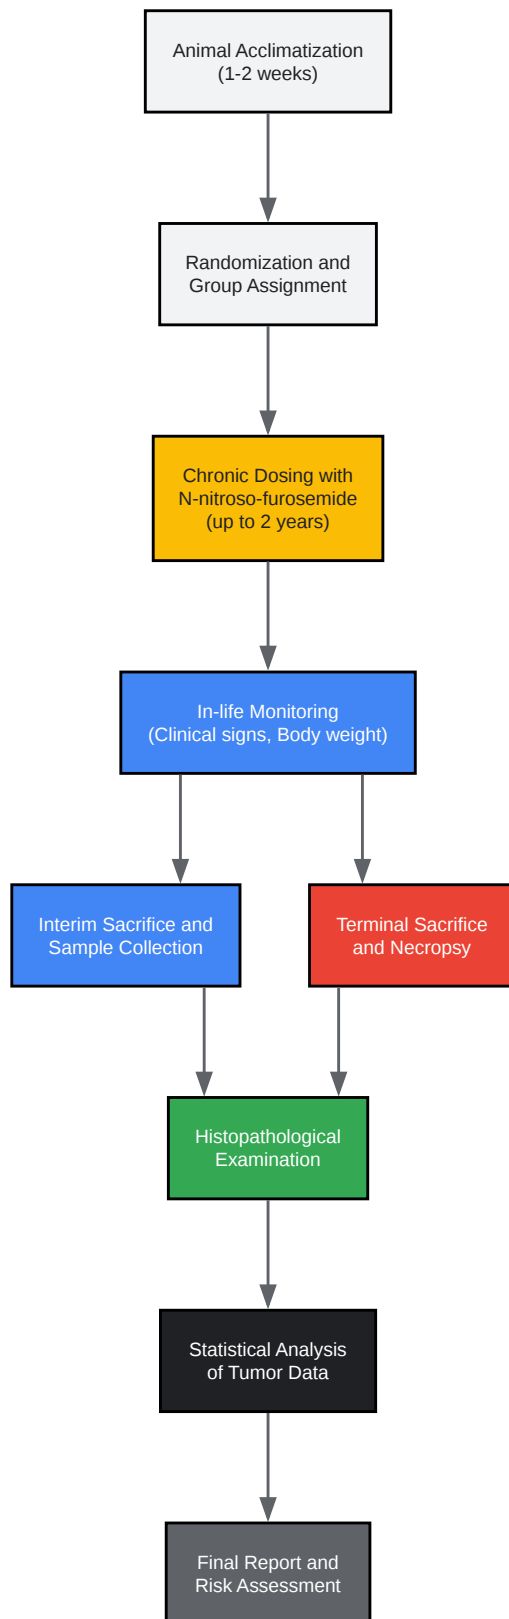 Animal Acclimatization
(1-2 weeks)
Randomization and
Group Assignment
Chronic Dosing with
N-nitroso-furosemide
(up to 2 years)
In-life Monitoring
(Clinical signs, Body weight)
Interim Sacrifice and
Sample Collection
Terminal Sacrifice
and Necropsy
Histopathological
Examination
Statistical Analysis
of Tumor Data
Final Report and
Risk Assessment